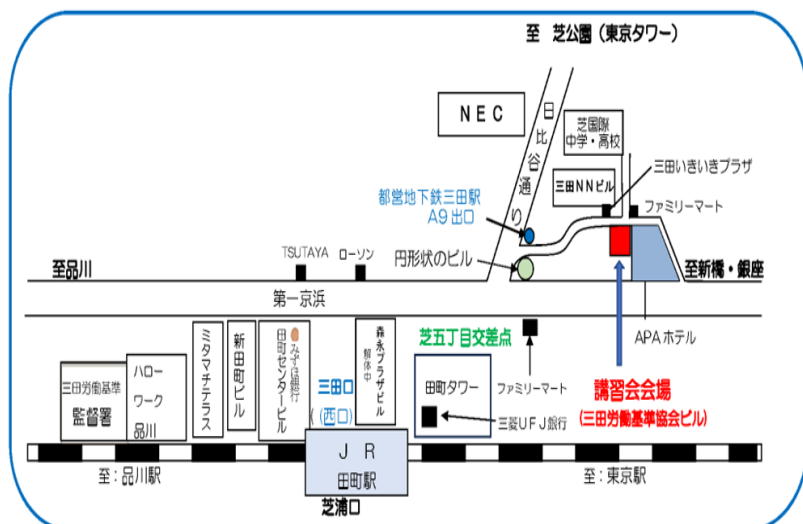 至 芝公園（東京タワー）
NEC
日比谷通り
芝国際
中学・高校
三田いきいきプラザ
三田NNビル
ファミリーマート
都営地下鉄三田駅
A9出口
円形状のビル
TSUTAYA
ローソン
至品川
至新橋・銀座
第一京浜
APAホテル
三田労働基準
監督署
ハロー
ワーク
品川
ミタマチテラス
新田町ビル
みずほ銀行
田町センタービル
三田口
(西口)
森永プラザビル
解体中
芝五丁目交差点
ファミリーマート
田町タワー
三菱UFJ銀行
講習会会場
(三田労働基準協会ビル)
JR
田町駅
至：品川駅
至：東京駅
芝浦口